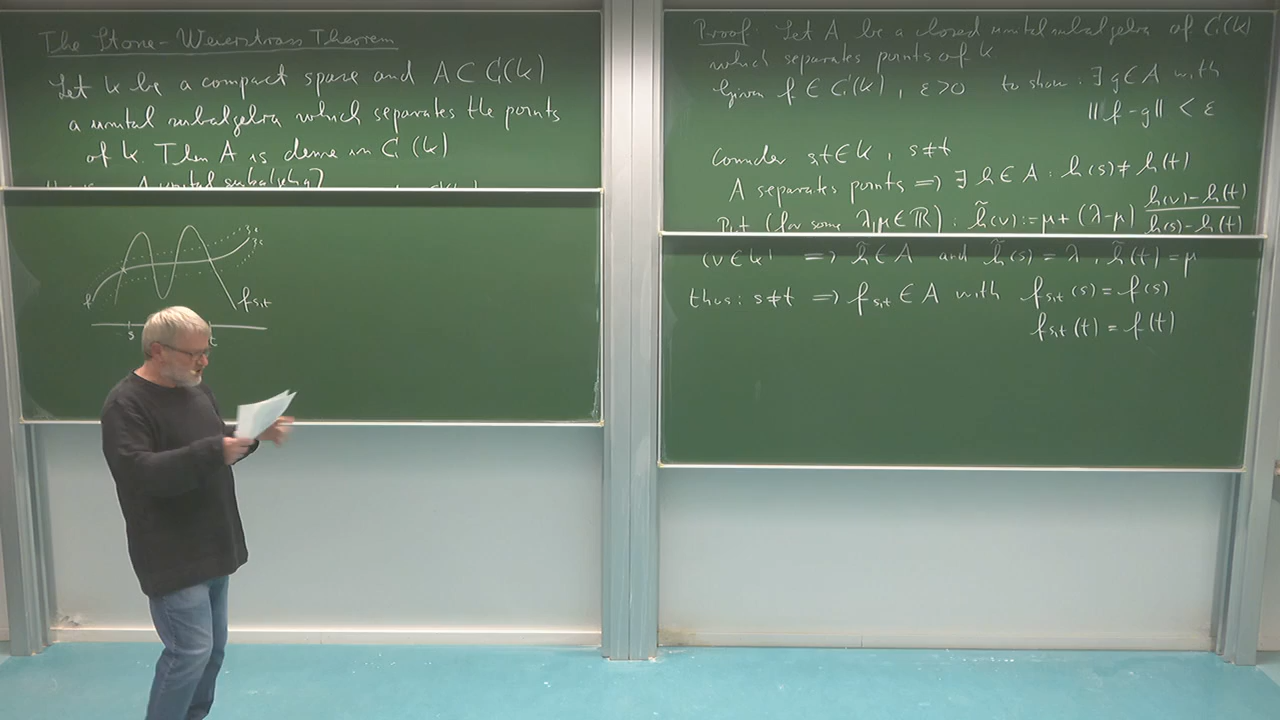 The Stone-Weierstrass Theorem
Let K be a compact space and A ⊂ C(K)
a unital subalgebra which separates the points
of K. Then A is dense in C(K)
A unital subalgebra
f
f+ε
f-ε
f_{s,t}
s
t
Proof: Let A be a closed unital subalgebra of C(K)
which separates points of K
Given f ∈ C(K), ε>0 to show: ∃ g ∈ A with
||f-g|| < ε
Consider s,t ∈ K, s≠t
A separates points ⟹ ∃ h ∈ A : h(s) ≠ h(t)
Put (for some λ,μ ∈ ℝ) : h̃(v) := μ + (λ-μ) (h(v)-h(t))/(h(s)-h(t))
(v ∈ K) ⟹ h̃ ∈ A and h̃(s) = λ, h̃(t) = μ
thus: s≠t ⟹ f_{s,t} ∈ A with f_{s,t}(s) = f(s)
f_{s,t}(t) = f(t)